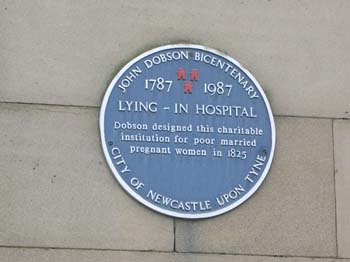 JOHN DOBSON BICENTENARY
1787 1987
LYING - IN HOSPITAL
Dobson designed this charitable
institution for poor married
pregnant women in 1825
CITY OF NEWCASTLE UPON TYNE